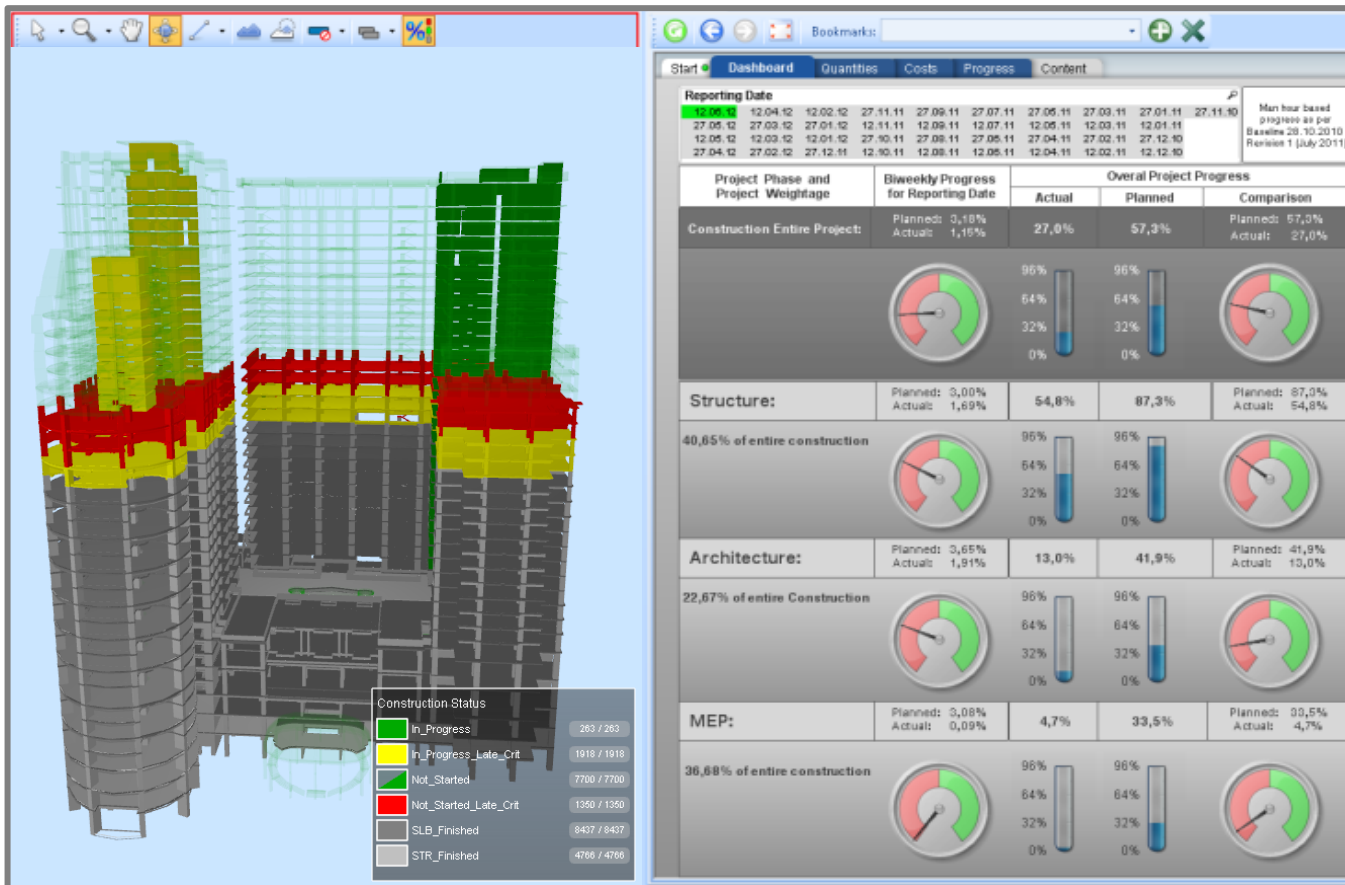 %
Bookmarks:
Start Dashboard Quantities Costs Progress Content
Reporting Date
12.06.12 12.04.12 12.02.12 27.11.11 27.09.11 27.07.11 27.05.11 27.03.11 27.01.11 27.11.10
27.05.12 27.03.12 27.01.12 12.11.11 12.09.11 12.07.11 12.05.11 12.03.11 12.01.11
12.05.12 12.03.12 12.01.12 27.10.11 27.08.11 27.06.11 27.04.11 27.02.11 27.12.10
27.04.12 27.02.12 27.12.11 12.10.11 12.08.11 12.06.11 12.04.11 12.02.11 12.12.10
Man hour based
progress as per
Baseline 28.10.2010
Revision 1 (July 2011)
Project Phase and
Project Weightage
Biweekly Progress
for Reporting Date
Overal Project Progress
Actual Planned Comparison
Construction Entire Project:
Planned: 3,18%
Actual: 1,15%
27,0% 57,3%
Planned: 57,3%
Actual: 27,0%
96% 96%
64% 64%
32% 32%
0% 0%
Structure:
Planned: 3,00%
Actual: 1,69%
54,8% 87,3%
Planned: 87,3%
Actual: 54,8%
40,65% of entire construction
96% 96%
64% 64%
32% 32%
0% 0%
Architecture:
Planned: 3,65%
Actual: 1,91%
13,0% 41,9%
Planned: 41,9%
Actual: 13,0%
22,67% of entire Construction
96% 96%
64% 64%
32% 32%
0% 0%
MEP:
Planned: 3,08%
Actual: 0,09%
4,7% 33,5%
Planned: 33,5%
Actual: 4,7%
36,68% of entire construction
96% 96%
64% 64%
32% 32%
0% 0%
Construction Status
In_Progress 263 / 263
In_Progress_Late_Crit 1918 / 1918
Not_Started 7700 / 7700
Not_Started_Late_Crit 1350 / 1350
SLB_Finished 8437 / 8437
STR_Finished 4766 / 4766